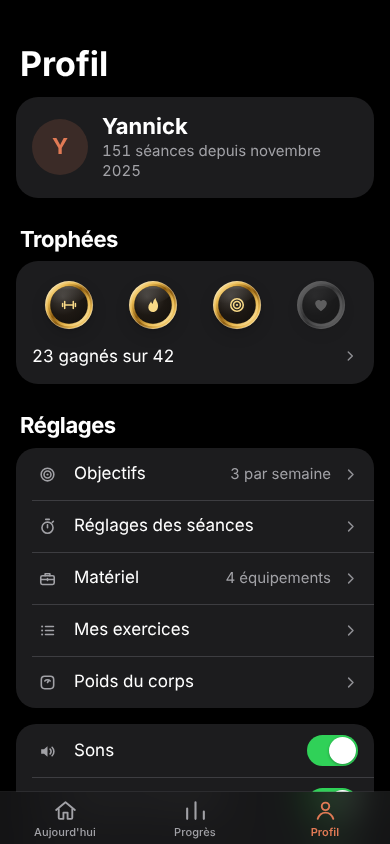 Profil
Y
Yannick
151 séances depuis novembre
2025
Trophées
23 gagnés sur 42
Réglages
Objectifs 3 par semaine
Réglages des séances
Matériel 4 équipements
Mes exercices
Poids du corps
Sons
Aujourd'hui Progrès Profil